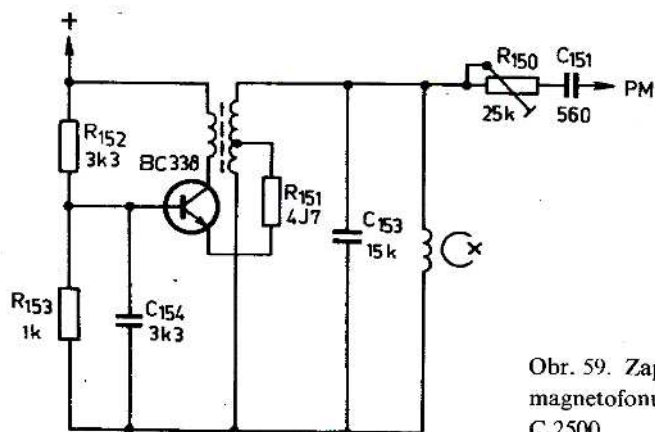 +
R150
C151
PM
25k
560
R152
3k3
BC338
R151
4J7
C153
15k
R153
1k
C154
3k3
Obr. 59. Zap
magnetofonu
C 2500